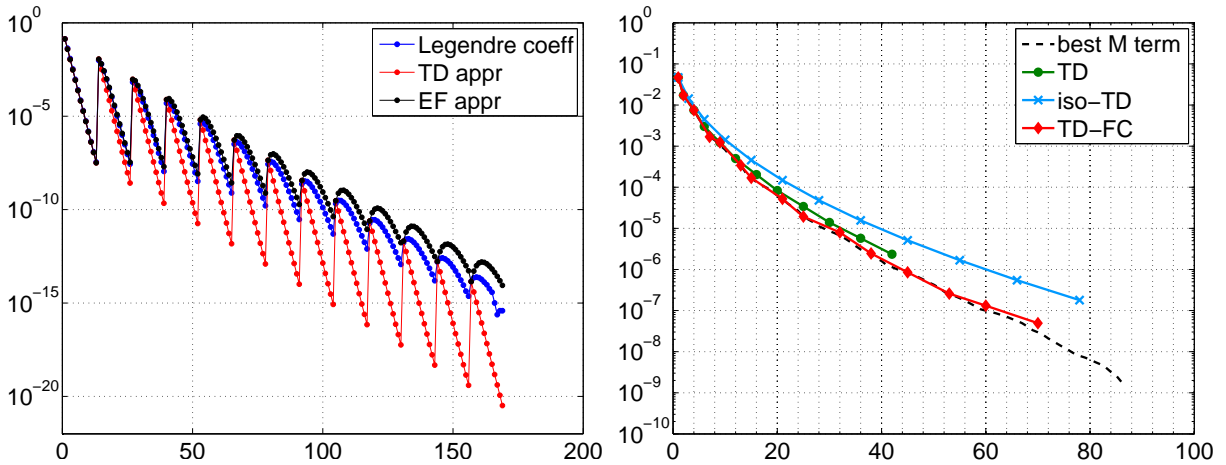 10^0
10^−5
10^−10
10^−15
10^−20
0 50 100 150 200
Legendre coeff
TD appr
EF appr
10^0
10^−1
10^−2
10^−3
10^−4
10^−5
10^−6
10^−7
10^−8
10^−9
10^−10
0 20 40 60 80 100
best M term
TD
iso−TD
TD−FC